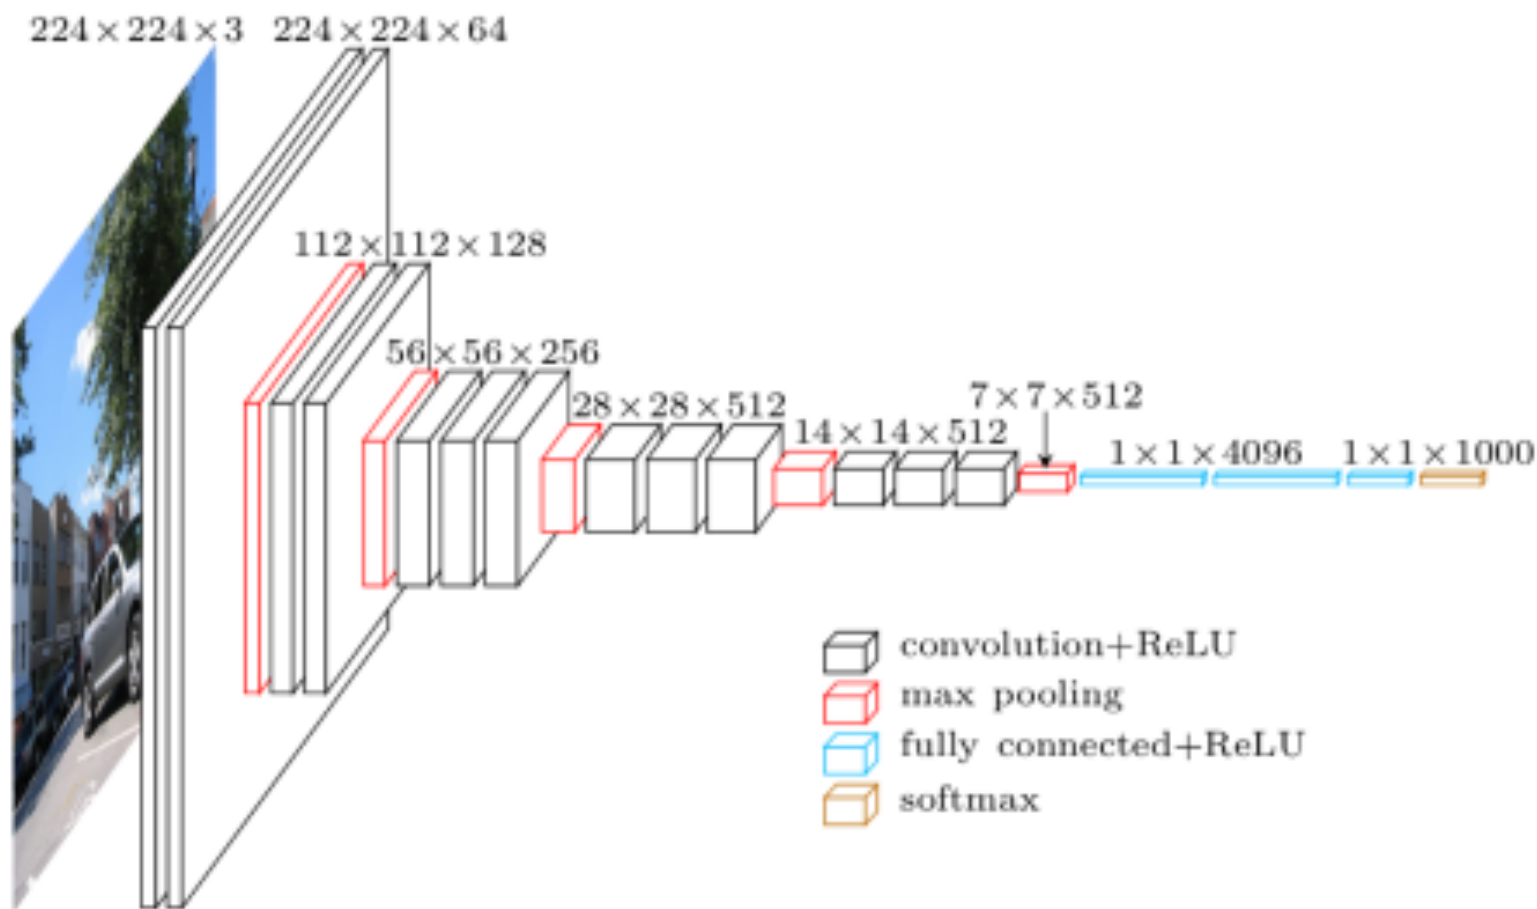 224×224×3
224×224×64
112×112×128
56×56×256
28×28×512
14×14×512
7×7×512
1×1×4096
1×1×1000
convolution+ReLU
max pooling
fully connected+ReLU
softmax